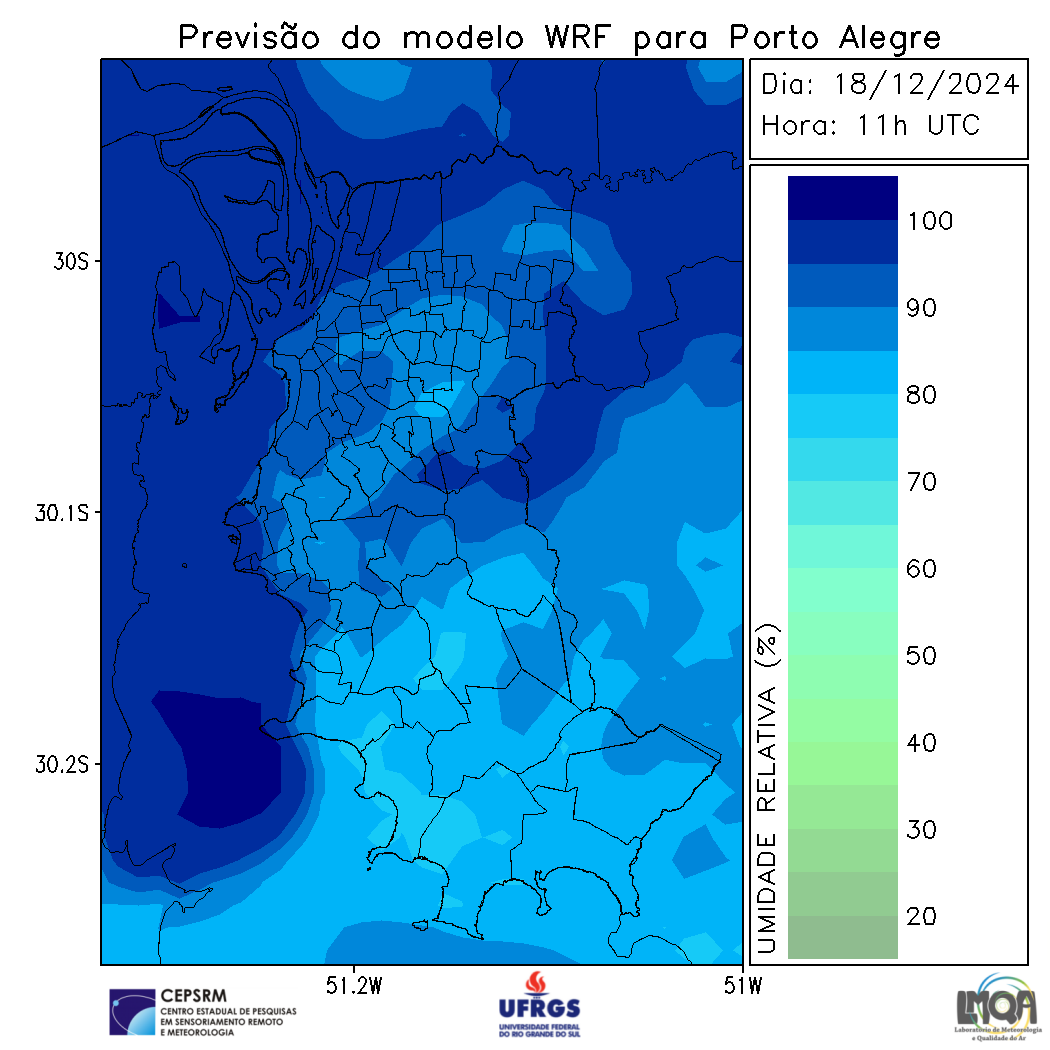 Previsão do modelo WRF para Porto Alegre
Dia: 18/12/2024
Hora: 11h UTC
30S
30.1S
30.2S
51.2W
51W
100
90
80
70
60
50
40
30
20
UMIDADE RELATIVA (%)
CEPSRM
CENTRO ESTADUAL DE PESQUISAS
EM SENSORIAMENTO REMOTO
E METEOROLOGIA
UFRGS
UNIVERSIDADE FEDERAL
DO RIO GRANDE DO SUL
LMQA
Laboratório de Meteorologia
e Qualidade do Ar